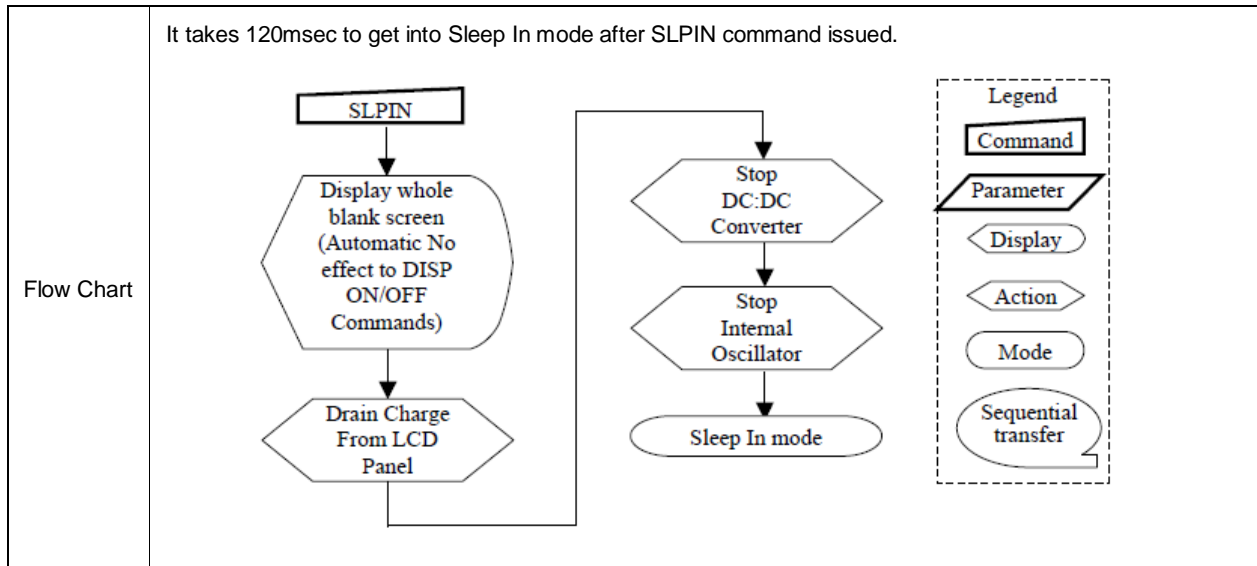 Flow Chart
It takes 120msec to get into Sleep In mode after SLPIN command issued.
SLPIN
Display whole
blank screen
(Automatic No
effect to DISP
ON/OFF
Commands)
Drain Charge
From LCD
Panel
Stop
DC:DC
Converter
Stop
Internal
Oscillator
Sleep In mode
Legend
Command
Parameter
Display
Action
Mode
Sequential
transfer